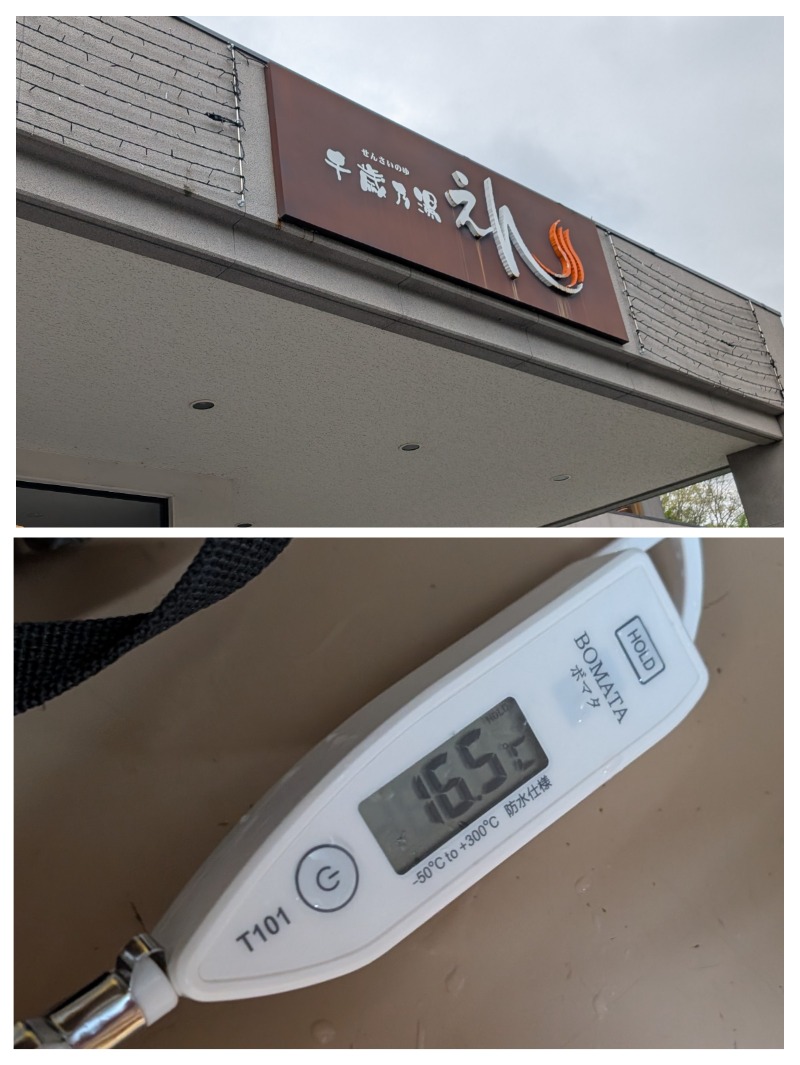 せんざいのゆ
千歳乃湯 えん
HOLD
BOMATA
ボマタ
HOLD
16.5℃
-50℃ to +300℃ 防水仕様
T101